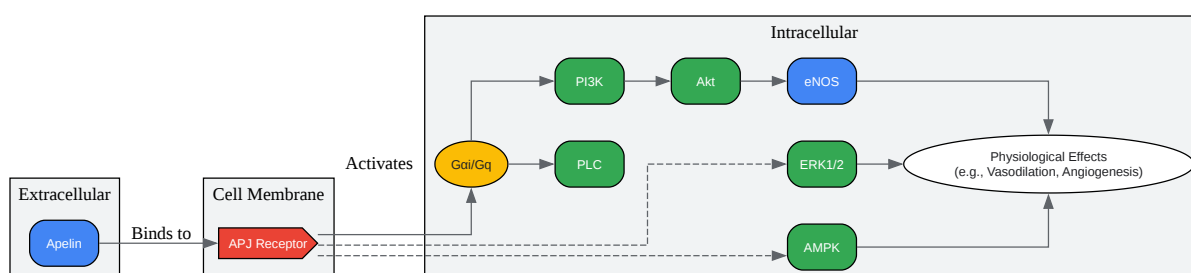 Intracellular
PI3K
Akt
eNOS
Activates
Gαi/Gq
PLC
ERK1/2
Physiological Effects
(e.g., Vasodilation, Angiogenesis)
Extracellular
Cell Membrane
Apelin
Binds to
APJ Receptor
AMPK